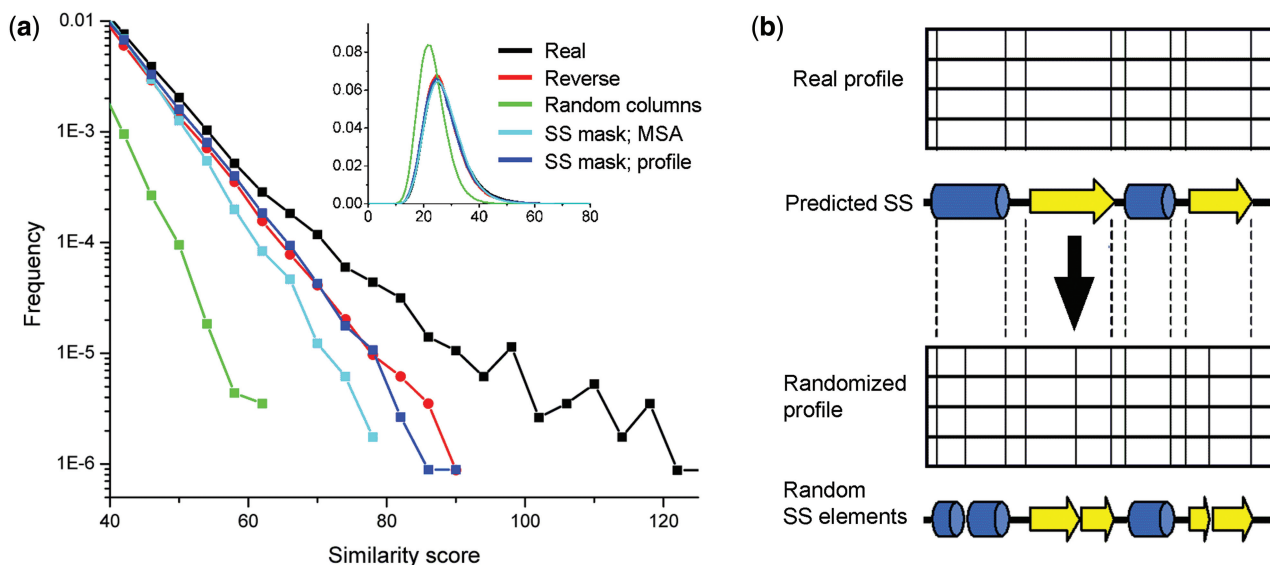 (a)
0.01
1E-3
1E-4
1E-5
1E-6
Frequency
40
60
80
100
120
Similarity score
0.08
0.06
0.04
0.02
0.00
0
20
40
60
80
Real
Reverse
Random columns
SS mask; MSA
SS mask; profile
(b)
Real profile
Predicted SS
Randomized
profile
Random
SS elements